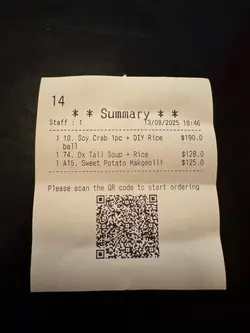 14
* * Summary * *
Staff : 1 13/08/2025 18:46
1 10. Soy Crab 1pc + DIY Rice $190.0
ball
1 74. Ox Tail Soup + Rice $128.0
1 A15. Sweet Potato Makgeolli $125.0
Please scan the QR code to start ordering